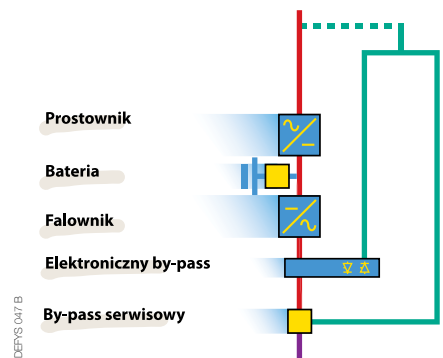 Prostownik
Bateria
Falownik
Elektroniczny by-pass
By-pass serwisowy
DEFYS 047 B